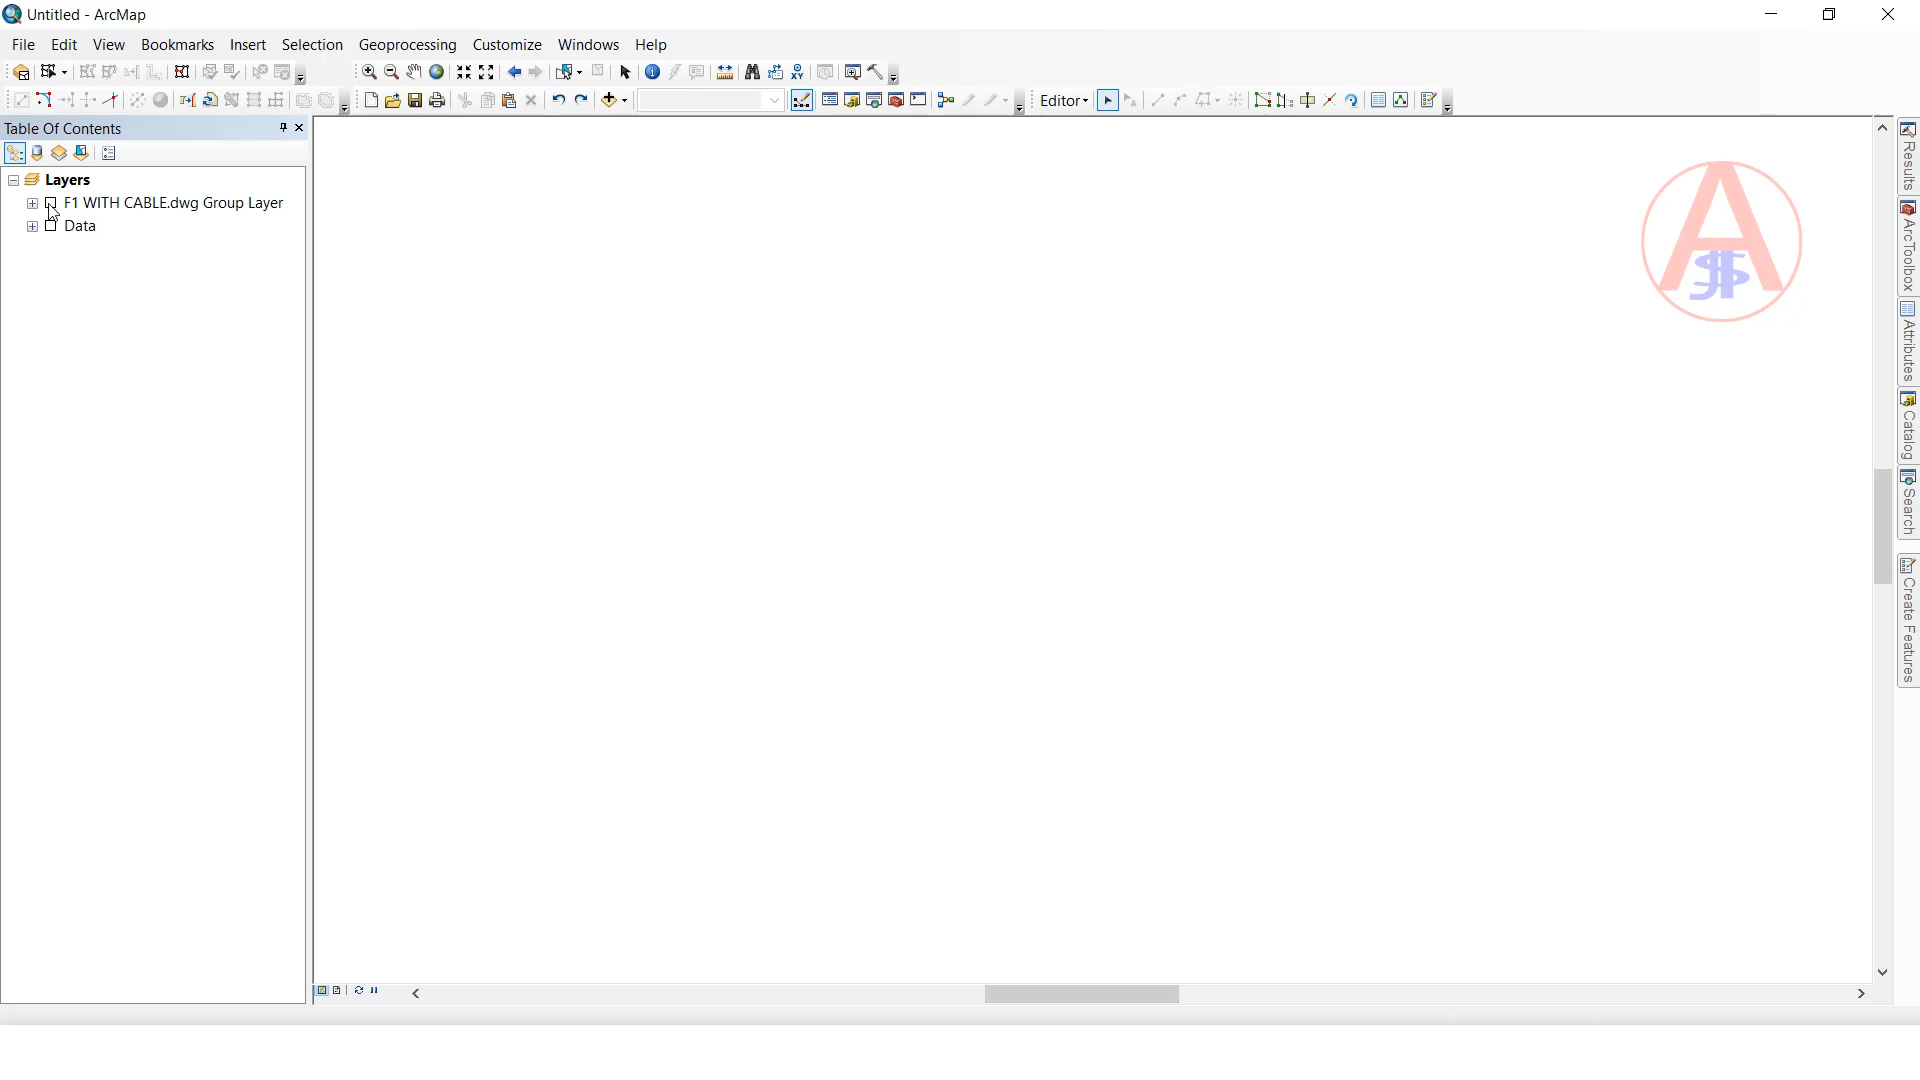 Untitled - ArcMap
File Edit View Bookmarks Insert Selection Geoprocessing Customize Windows Help
Editor
Table Of Contents
Layers
F1 WITH CABLE.dwg Group Layer
Data
Results
ArcToolbox
Attributes
Catalog
Search
Create Features